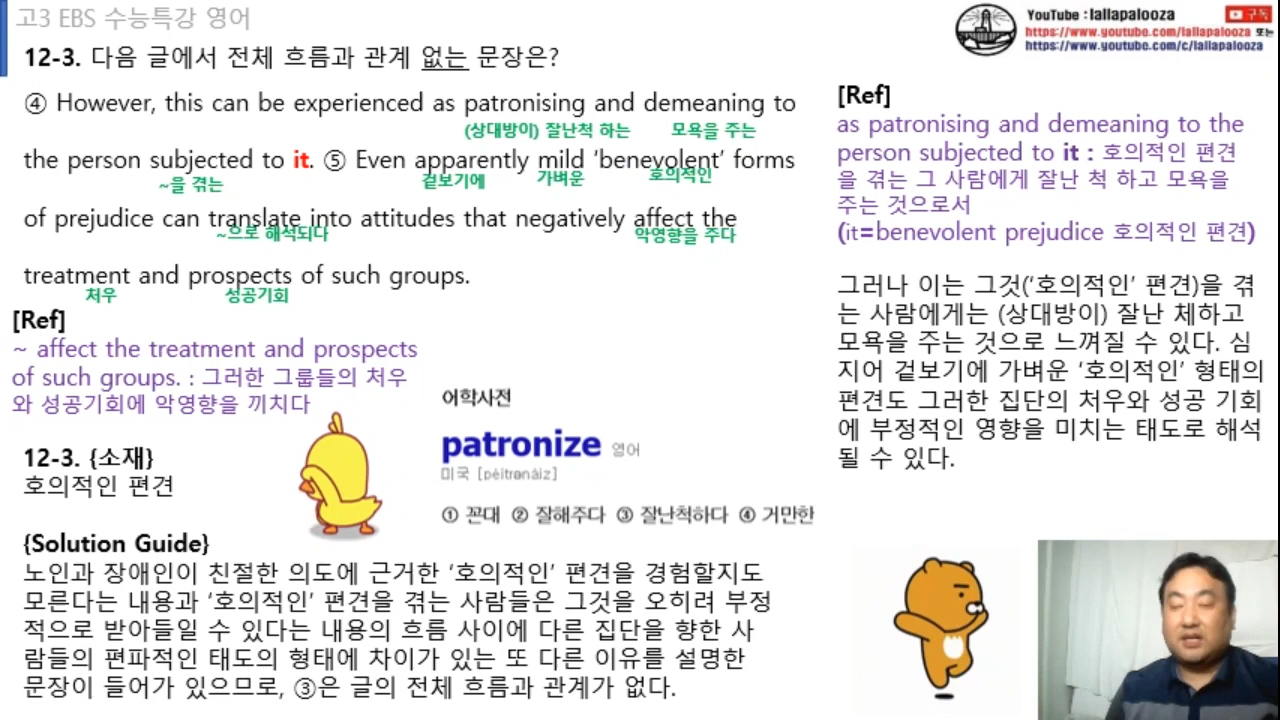 고3 EBS 수능특강 영어
12-3. 다음 글에서 전체 흐름과 관계 없는 문장은?
YouTube : lallapalooza
구독
https://www.youtube.com/lallapalooza 또는
https://www.youtube.com/c/lallapalooza
④ However, this can be experienced as patronising and demeaning to
(상대방이) 잘난척 하는 모욕을 주는
the person subjected to it. ⑤ Even apparently mild ‘benevolent’ forms
~을 겪는 겉보기에 가벼운 호의적인
of prejudice can translate into attitudes that negatively affect the
~으로 해석되다 악영향을 주다
treatment and prospects of such groups.
처우 성공기회
[Ref]
~ affect the treatment and prospects
of such groups. : 그러한 그룹들의 처우
와 성공기회에 악영향을 끼치다
12-3. {소재}
호의적인 편견
어학사전
patronize 영어
미국 [péitrənàiz]
① 꼰대 ② 잘해주다 ③ 잘난척하다 ④ 거만한
{Solution Guide}
노인과 장애인이 친절한 의도에 근거한 ‘호의적인’ 편견을 경험할지도
모른다는 내용과 ‘호의적인’ 편견을 겪는 사람들은 그것을 오히려 부정
적으로 받아들일 수 있다는 내용의 흐름 사이에 다른 집단을 향한 사
람들의 편파적인 태도의 형태에 차이가 있는 또 다른 이유를 설명한
문장이 들어가 있으므로, ③은 글의 전체 흐름과 관계가 없다.
[Ref]
as patronising and demeaning to the
person subjected to it : 호의적인 편견
을 겪는 그 사람에게 잘난 척 하고 모욕을
주는 것으로서
(it=benevolent prejudice 호의적인 편견)
그러나 이는 그것(‘호의적인’ 편견)을 겪
는 사람에게는 (상대방이) 잘난 체하고
모욕을 주는 것으로 느껴질 수 있다. 심
지어 겉보기에 가벼운 ‘호의적인’ 형태의
편견도 그러한 집단의 처우와 성공 기회
에 부정적인 영향을 미치는 태도로 해석
될 수 있다.